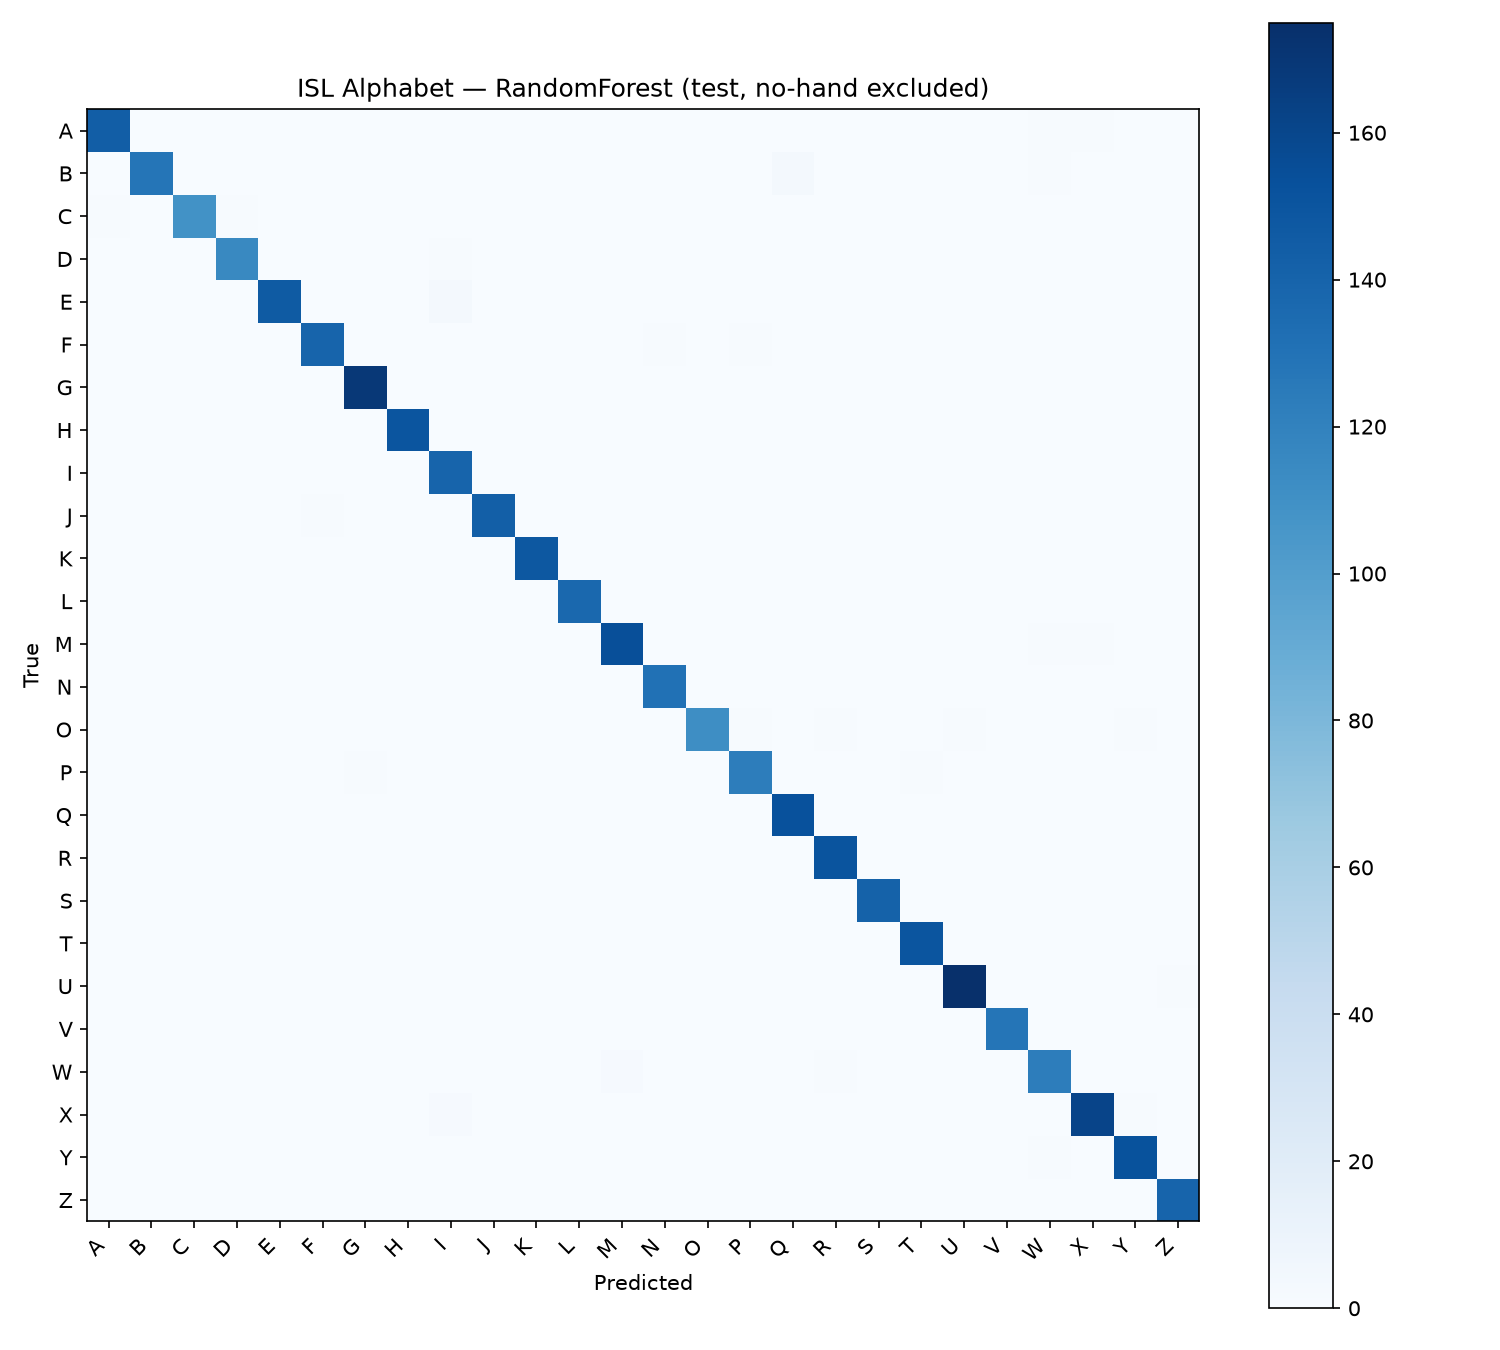 ISL Alphabet — RandomForest (test, no-hand excluded)
A
B
C
D
E
F
G
H
I
J
K
L
M
N
O
P
Q
R
S
T
U
V
W
X
Y
Z
True
A B C D E F G H I J K L M N O P Q R S T U V W X Y Z
Predicted
160
140
120
100
80
60
40
20
0